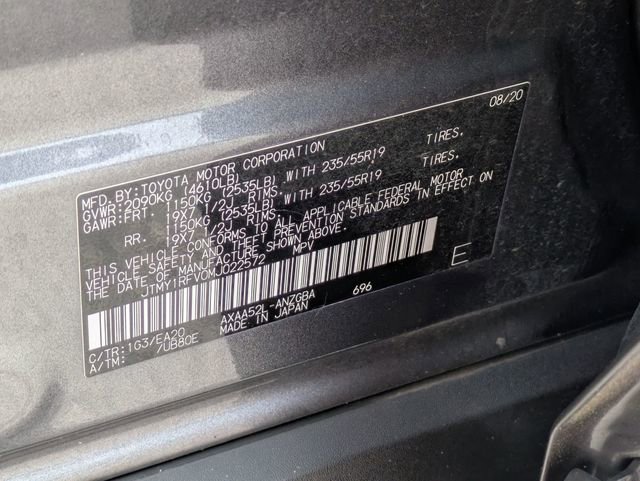 08/20
MFD. BY: TOYOTA MOTOR CORPORATION
GVWR: 2090KG (4610LB)
GAWR: FRT. 1150KG (2535LB) WITH 235/55R19 TIRES,
19X7 1/2J RIMS,
RR. 1150KG (2535LB) WITH 235/55R19 TIRES,
19X7 1/2J RIMS,
THIS VEHICLE CONFORMS TO ALL APPLICABLE FEDERAL MOTOR
VEHICLE SAFETY AND THEFT PREVENTION STANDARDS IN EFFECT ON
THE DATE OF MANUFACTURE SHOWN ABOVE.
JTMY1RFV0MJ022572 MPV
E
C/TR: 1G3/EA20 AXAA52L-ANZGBA 696
A/TM: /UB80E MADE IN JAPAN